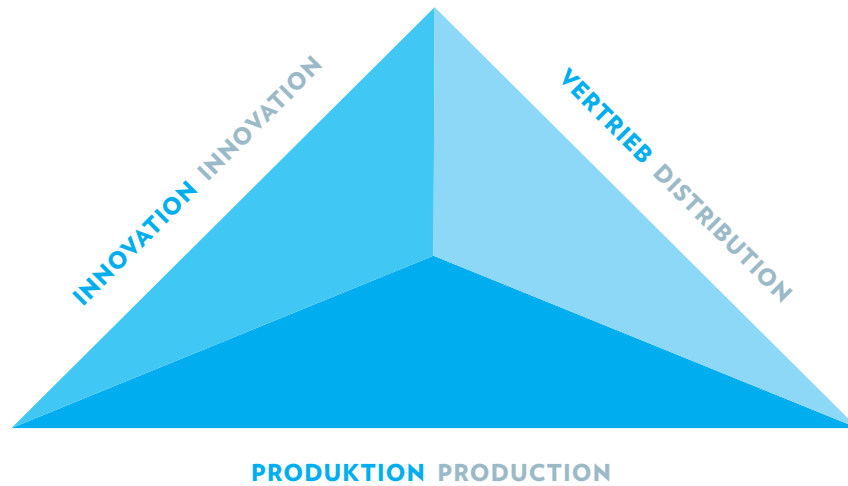 INNOVATION INNOVATION
VERTRIEB DISTRIBUTION
PRODUKTION PRODUCTION